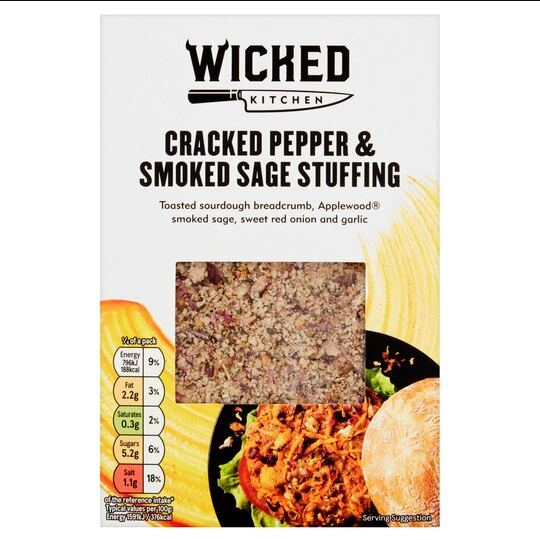 WICKED
KITCHEN
CRACKED PEPPER &
SMOKED SAGE STUFFING
Toasted sourdough breadcrumb, Applewood®
smoked sage, sweet red onion and garlic
¼ of a pack
Energy
796kJ
188kcal
9%
Fat
2.2g
3%
Saturates
0.3g
2%
Sugars
5.2g
6%
Salt
1.1g
18%
of the reference intake*
Typical values per 100g:
Energy 1591kJ / 376kcal
Serving Suggestion